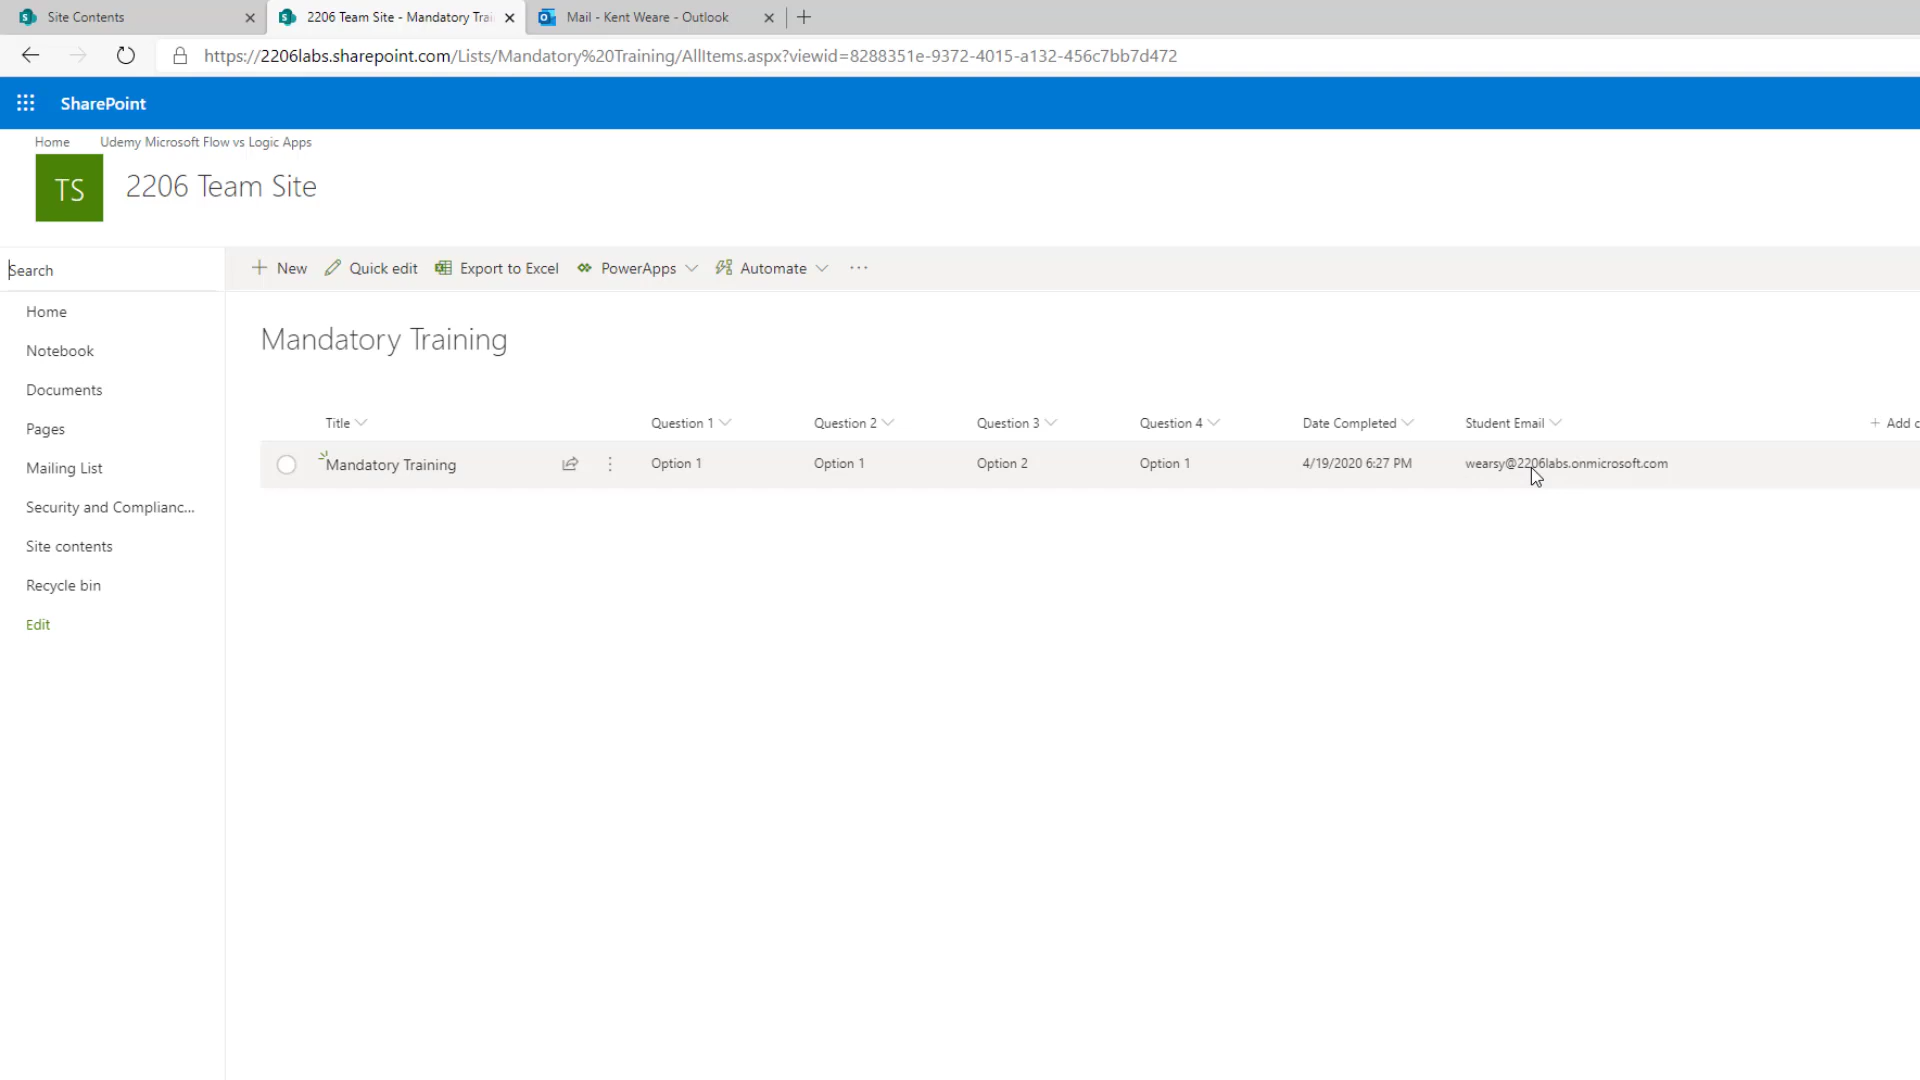 Site Contents
2206 Team Site - Mandatory Trai
Mail - Kent Weare - Outlook
https://2206labs.sharepoint.com/Lists/Mandatory%20Training/AllItems.aspx?viewid=8288351e-9372-4015-a132-456c7bb7d472
SharePoint
Home Udemy Microsoft Flow vs Logic Apps
TS
2206 Team Site
Search
New Quick edit Export to Excel PowerApps Automate ...
Home
Notebook
Documents
Pages
Mailing List
Security and Complianc...
Site contents
Recycle bin
Edit
Mandatory Training
Title Question 1 Question 2 Question 3 Question 4 Date Completed Student Email + Add c
Mandatory Training Option 1 Option 1 Option 2 Option 1 4/19/2020 6:27 PM wearsy@2206labs.onmicrosoft.com